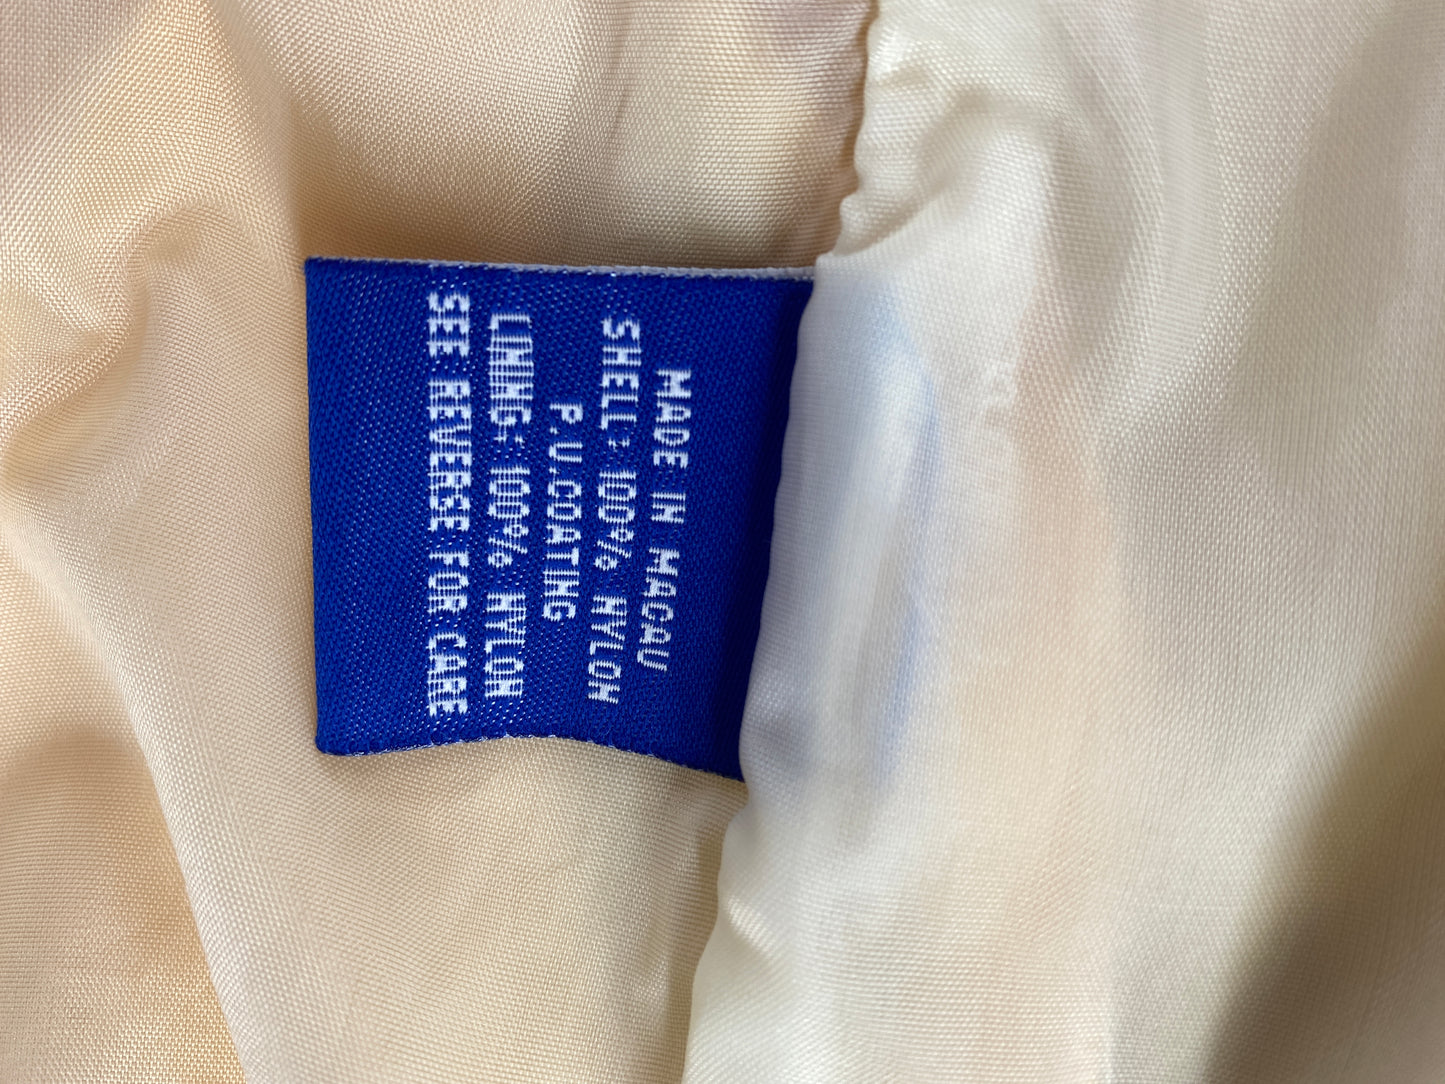 MADE IN MACAU
SHELL: 100% NYLON
P.U.COATING
LINING: 100% NYLON
SEE REVERSE FOR CARE